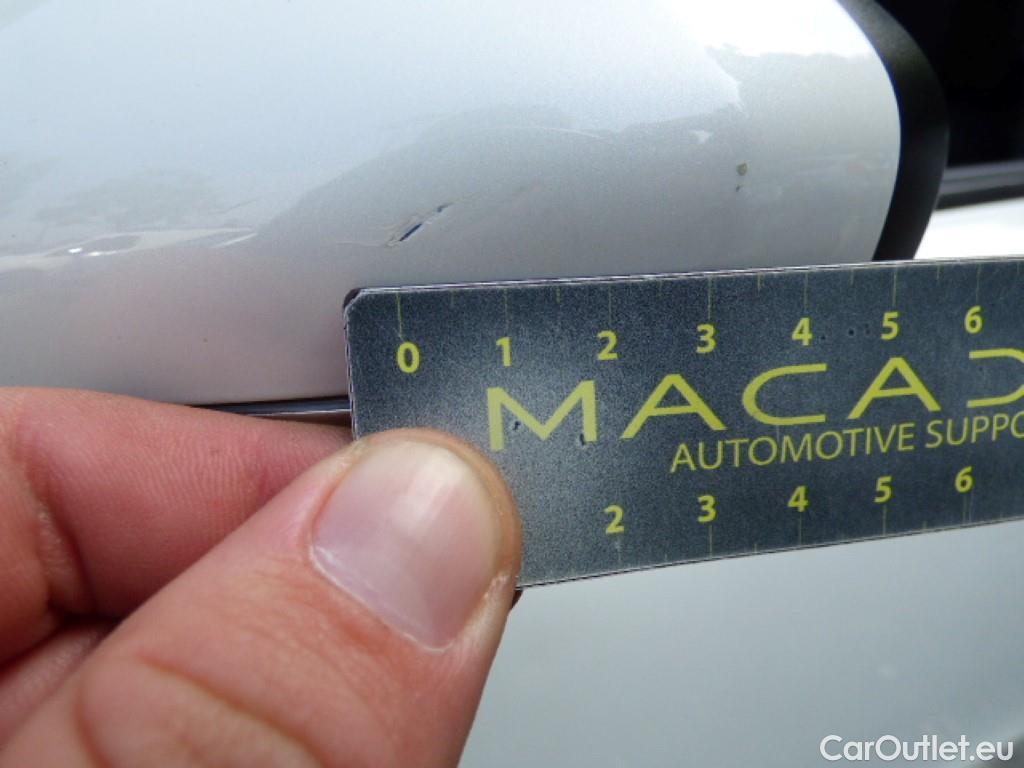 0 1 2 3 4 5 6
MACAD
AUTOMOTIVE SUPPO
2 3 4 5 6
CarOutlet.eu